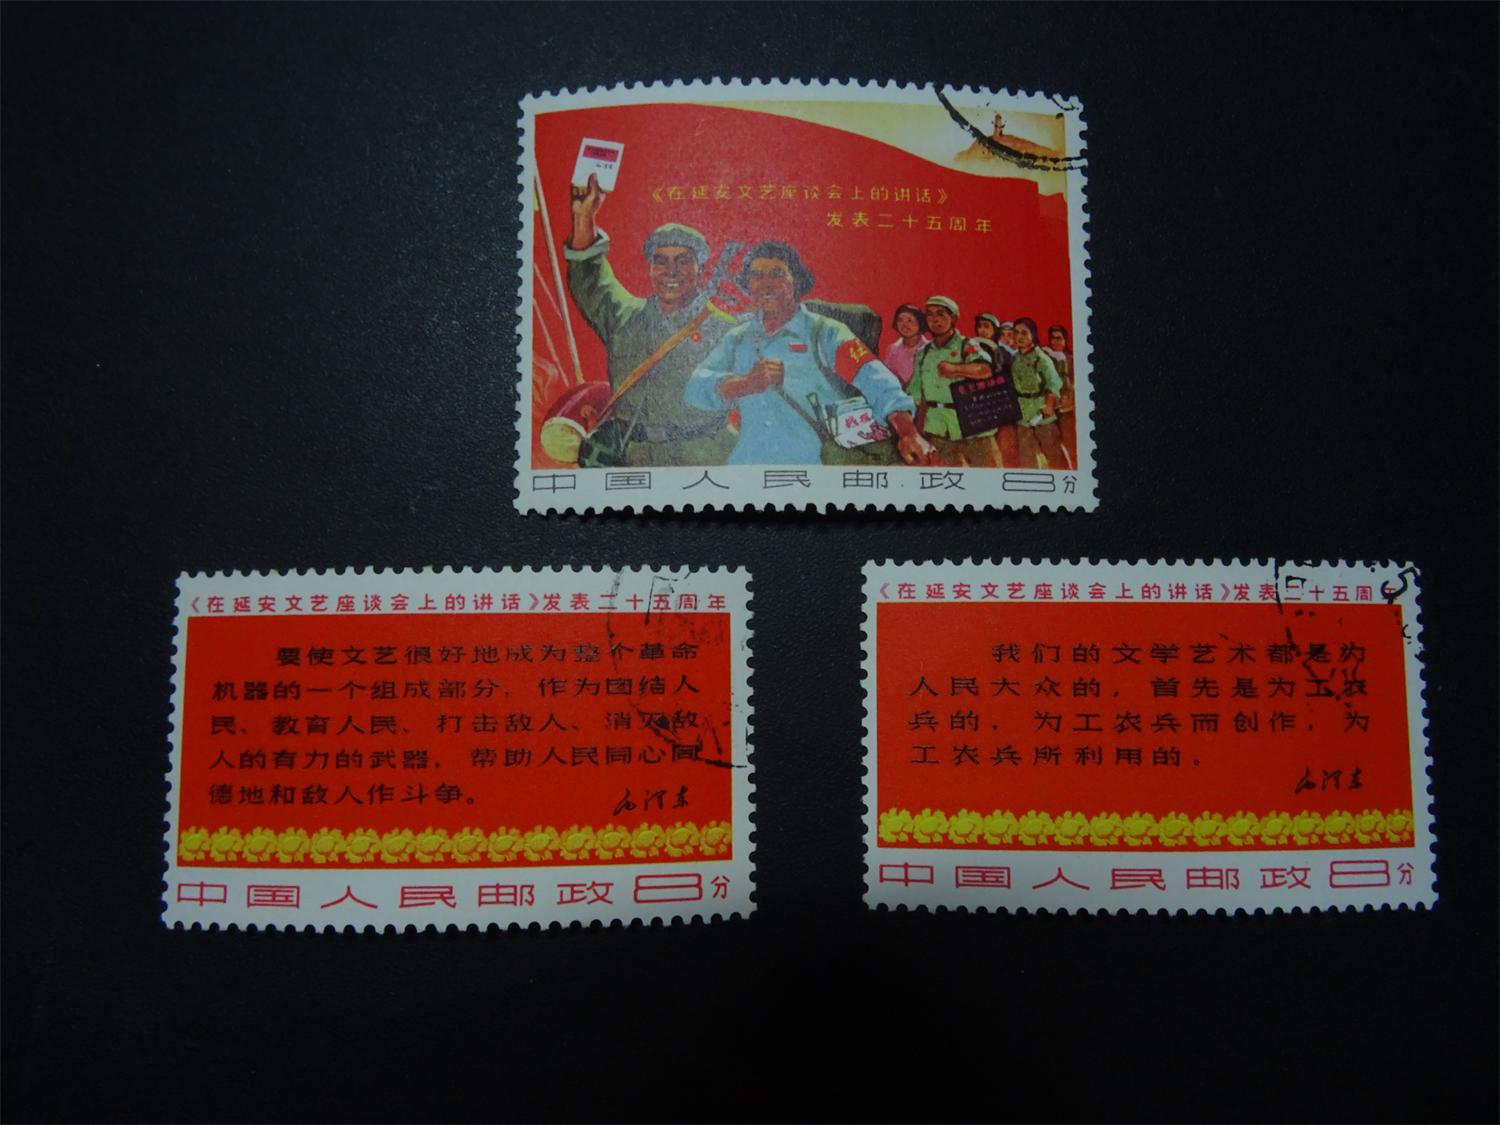 《在延安文艺座谈会上的讲话》
发表二十五周年
红
中国人民邮政 8分
《在延安文艺座谈会上的讲话》发表二十五周年
要使文艺很好地成为整个革命
机器的一个组成部分，作为团结人
民、教育人民、打击敌人、消灭敌
人的有力的武器，帮助人民同心同
德地和敌人作斗争。
毛泽东
中国人民邮政8分
《在延安文艺座谈会上的讲话》发表二十五周年
我们的文学艺术都是为
人民大众的，首先是为工农
兵的，为工农兵而创作，为
工农兵所利用的。
毛泽东
中国人民邮政8分